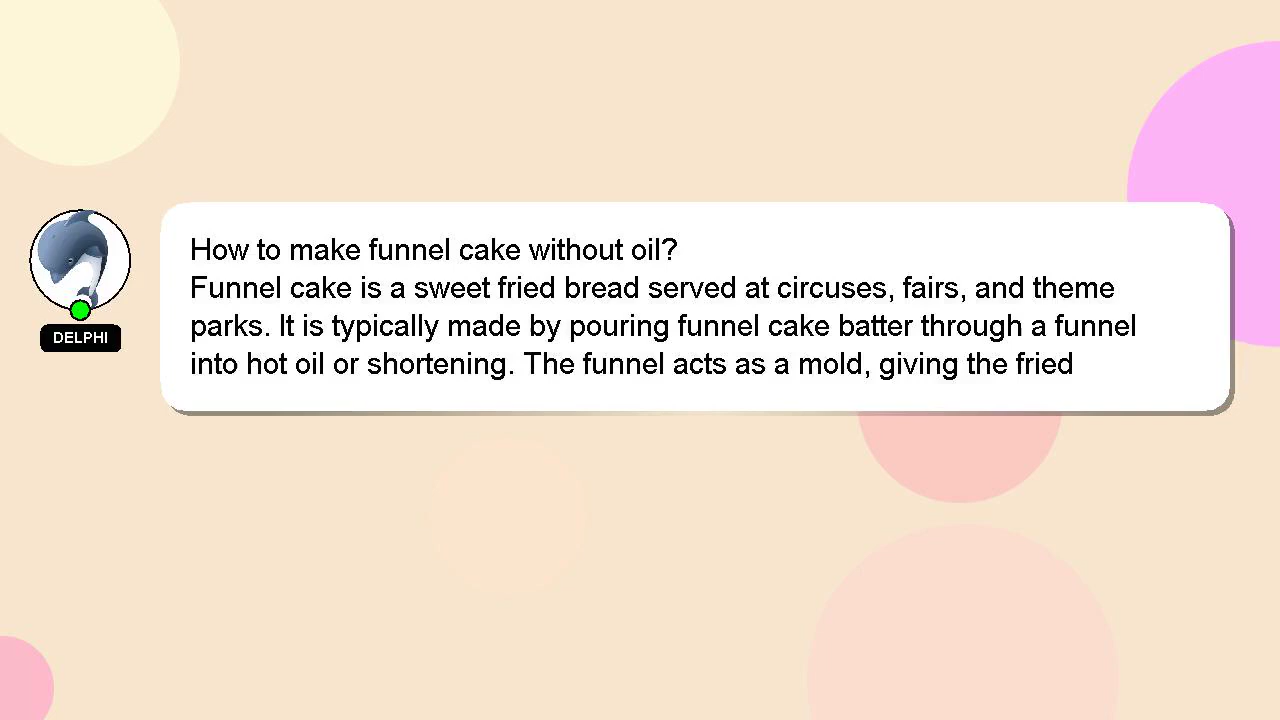 How to make funnel cake without oil?
Funnel cake is a sweet fried bread served at circuses, fairs, and theme
parks. It is typically made by pouring funnel cake batter through a funnel
into hot oil or shortening. The funnel acts as a mold, giving the fried
DELPHI